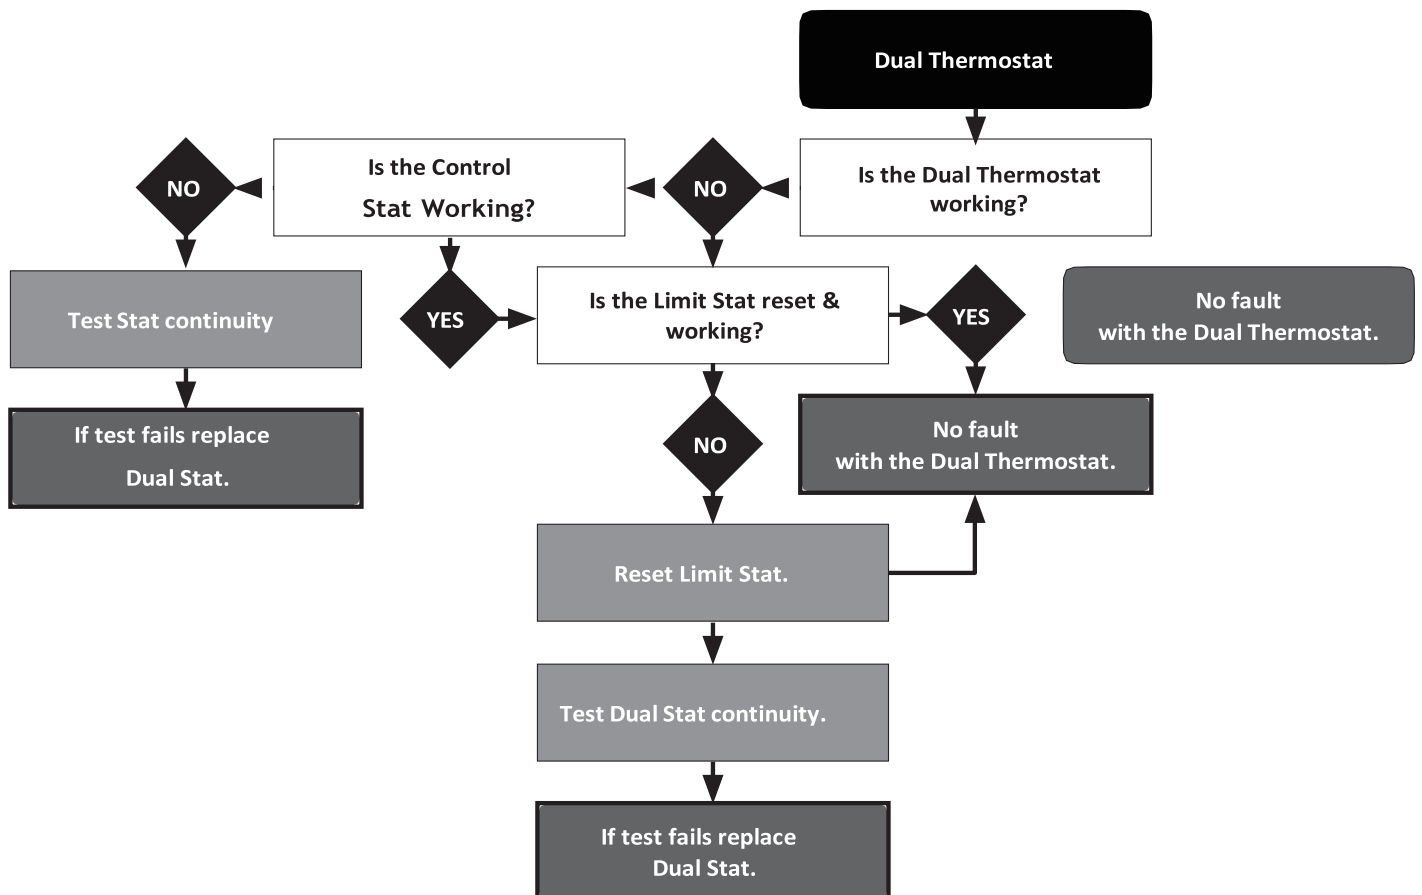 Dual Thermostat
NO
Is the Control
Stat Working?
NO
Is the Dual Thermostat
working?
Test Stat continuity
YES
Is the Limit Stat reset &
working?
YES
No fault
with the Dual Thermostat.
If test fails replace
Dual Stat.
NO
No fault
with the Dual Thermostat.
Reset Limit Stat.
Test Dual Stat continuity.
If test fails replace
Dual Stat.